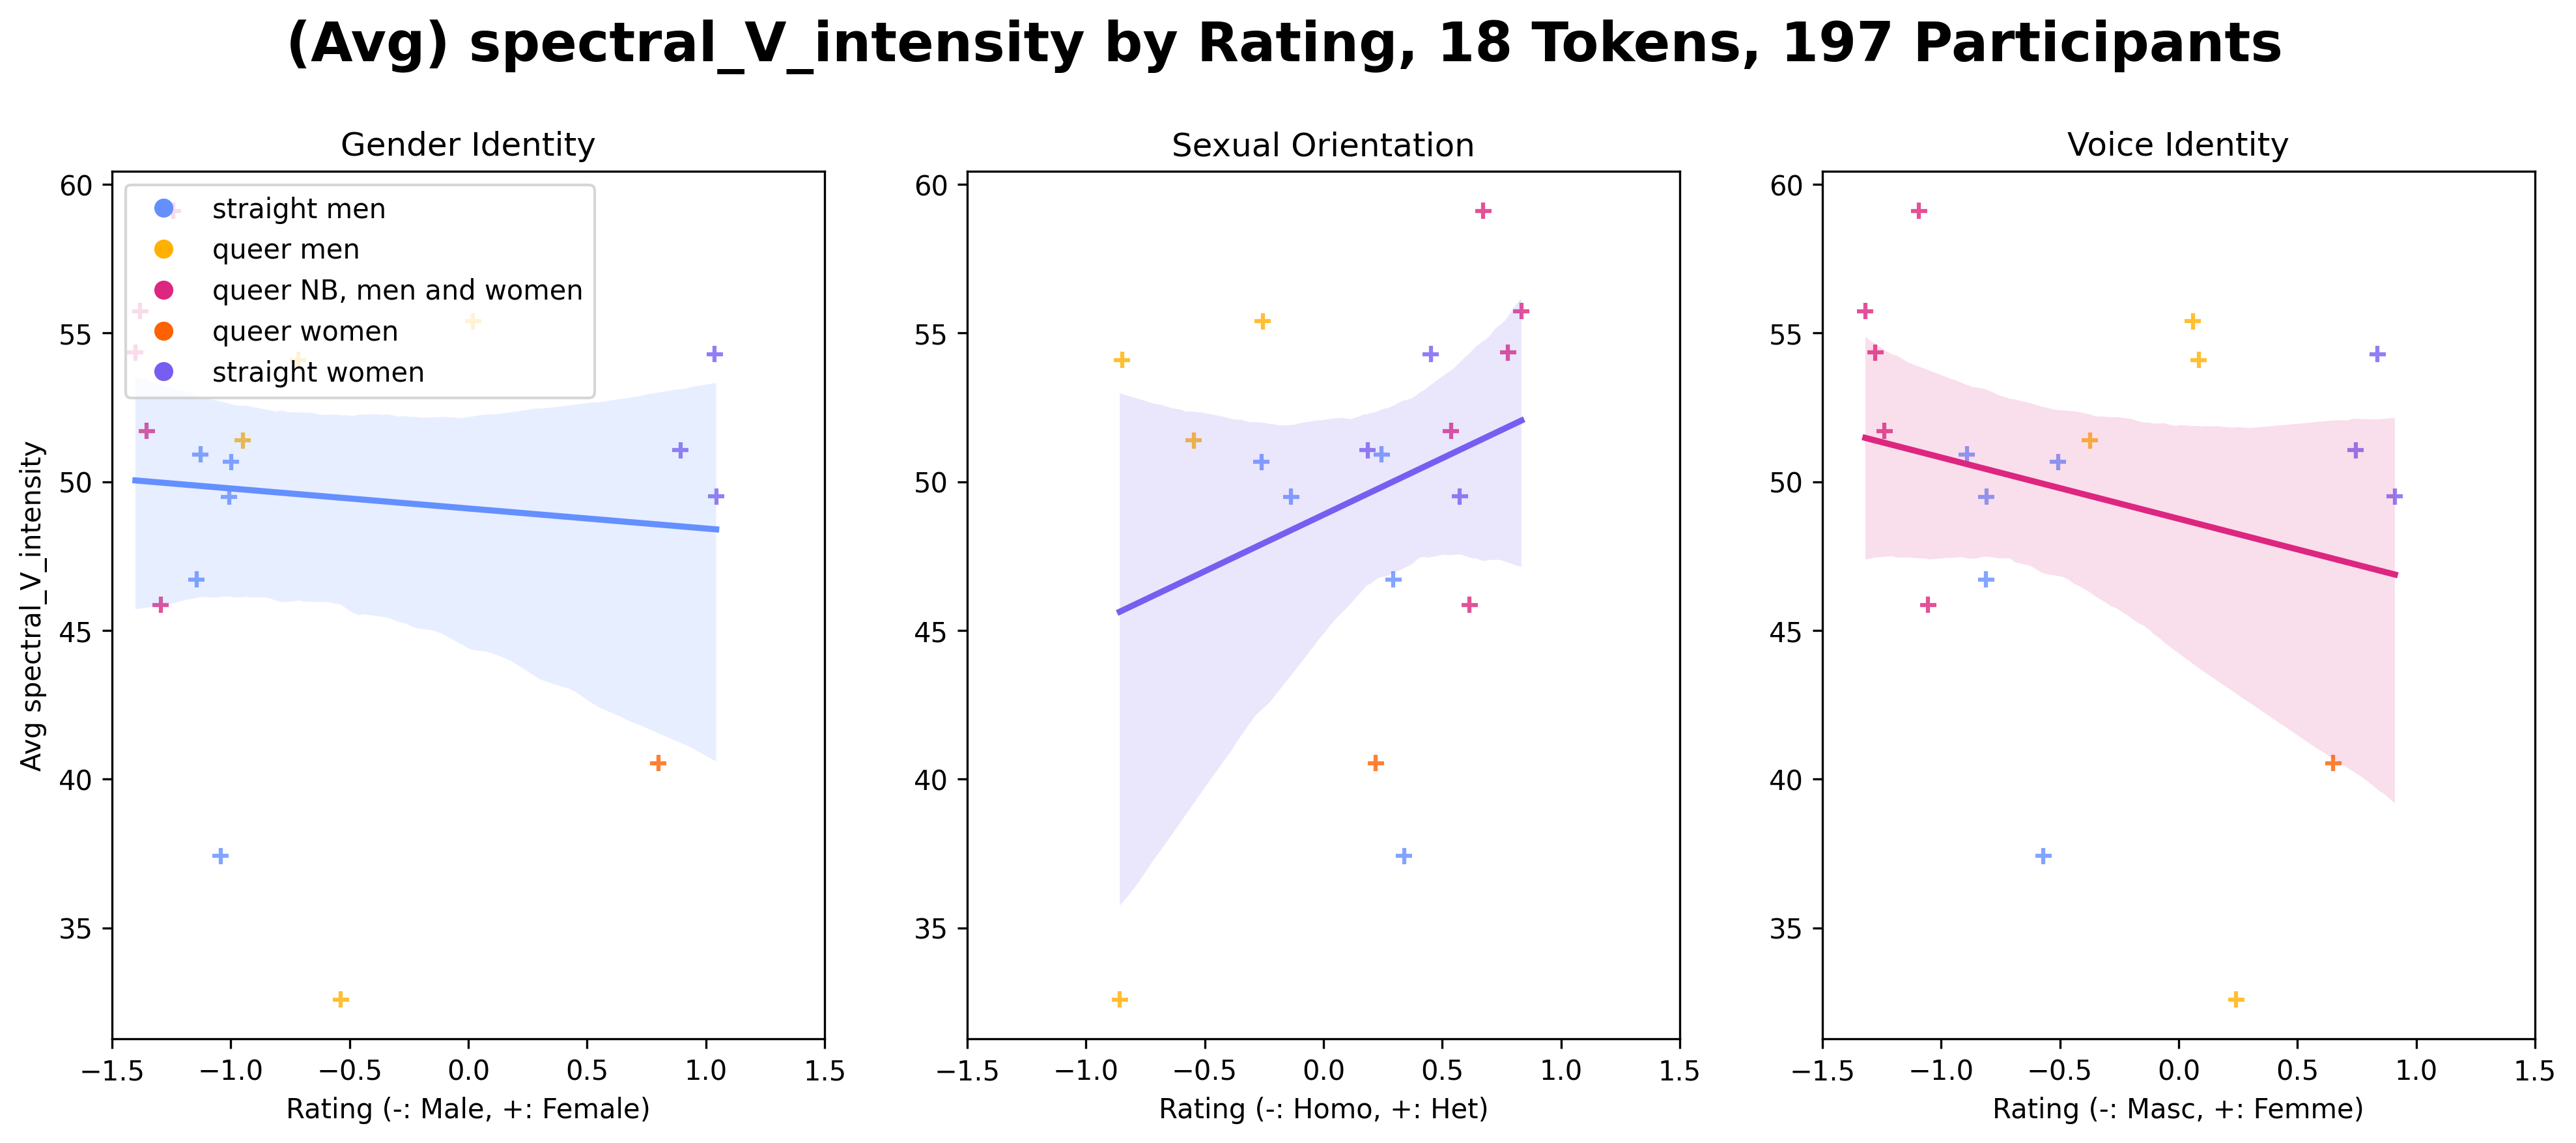 (Avg) spectral_V_intensity by Rating, 18 Tokens, 197 Participants
Gender Identity
straight men
queer men
queer NB, men and women
queer women
straight women
Avg spectral_V_intensity
60
55
50
45
40
35
−1.5 −1.0 −0.5 0.0 0.5 1.0 1.5
Rating (-: Male, +: Female)
Sexual Orientation
60
55
50
45
40
35
−1.5 −1.0 −0.5 0.0 0.5 1.0 1.5
Rating (-: Homo, +: Het)
Voice Identity
60
55
50
45
40
35
−1.5 −1.0 −0.5 0.0 0.5 1.0 1.5
Rating (-: Masc, +: Femme)